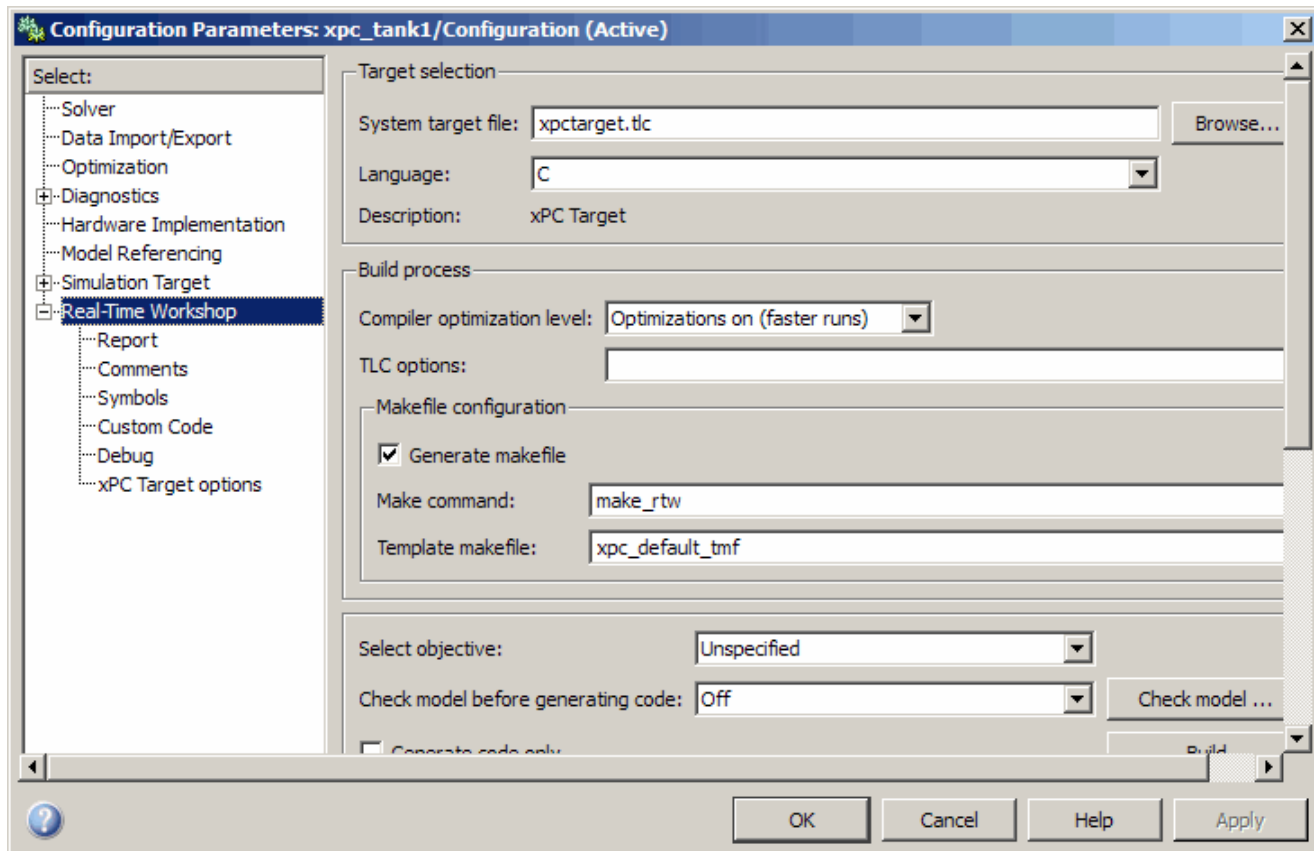 Configuration Parameters: xpc_tank1/Configuration (Active)
Select:
Solver
Data Import/Export
Optimization
Diagnostics
Hardware Implementation
Model Referencing
Simulation Target
Real-Time Workshop
Report
Comments
Symbols
Custom Code
Debug
xPC Target options
Target selection
System target file: xpctarget.tlc Browse...
Language: C
Description: xPC Target
Build process
Compiler optimization level: Optimizations on (faster runs)
TLC options:
Makefile configuration
Generate makefile
Make command: make_rtw
Template makefile: xpc_default_tmf
Select objective: Unspecified
Check model before generating code: Off Check model ...
Generate code only Build
OK Cancel Help Apply